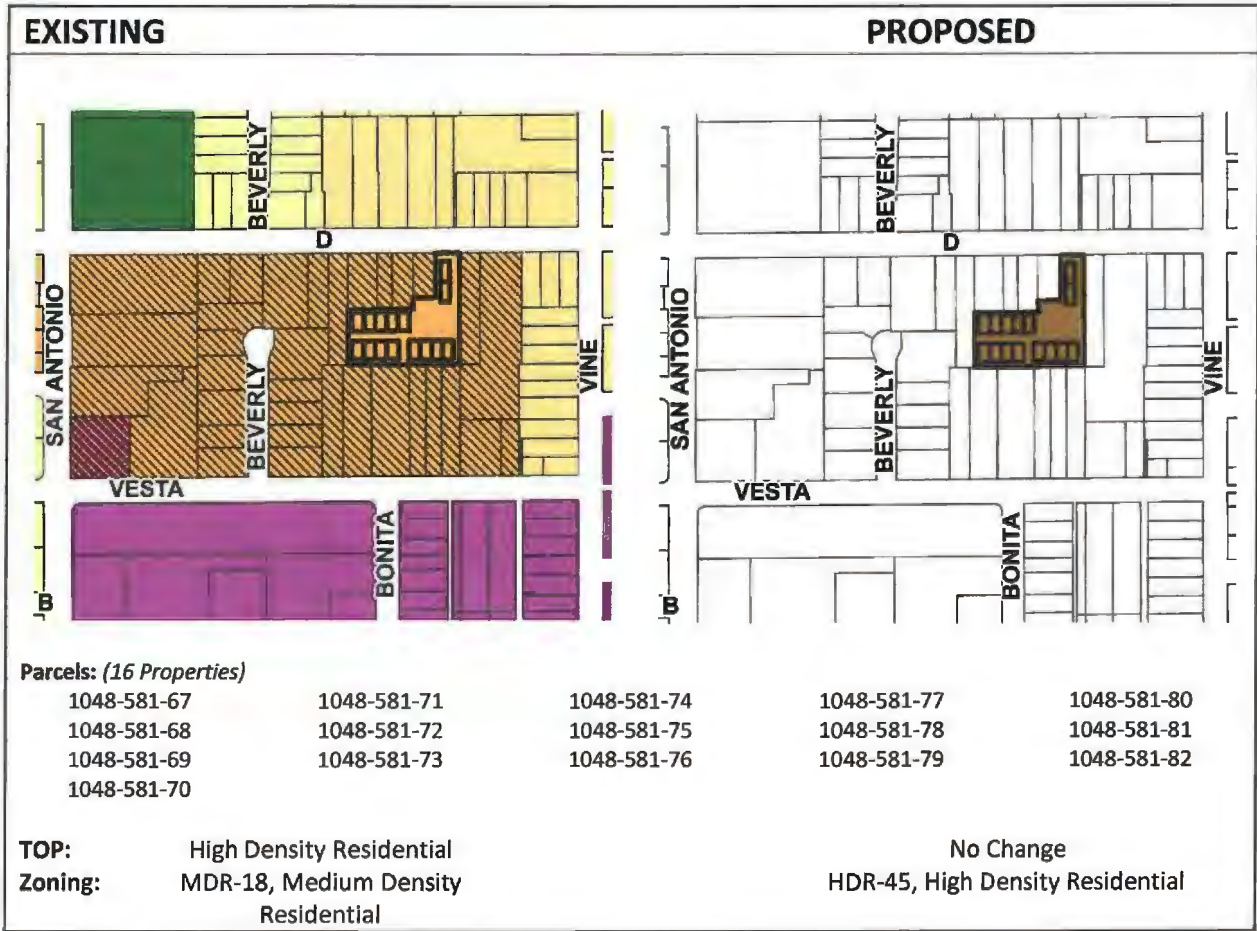 EXISTING PROPOSED
BEVERLY BEVERLY
D D
SAN ANTONIO VINE SAN ANTONIO VINE
BEVERLY BEVERLY
VESTA VESTA
BONITA BONITA
B B
Parcels: (16 Properties)
1048-581-67 1048-581-71 1048-581-74 1048-581-77 1048-581-80
1048-581-68 1048-581-72 1048-581-75 1048-581-78 1048-581-81
1048-581-69 1048-581-73 1048-581-76 1048-581-79 1048-581-82
1048-581-70
TOP: High Density Residential No Change
Zoning: MDR-18, Medium Density HDR-45, High Density Residential
Residential